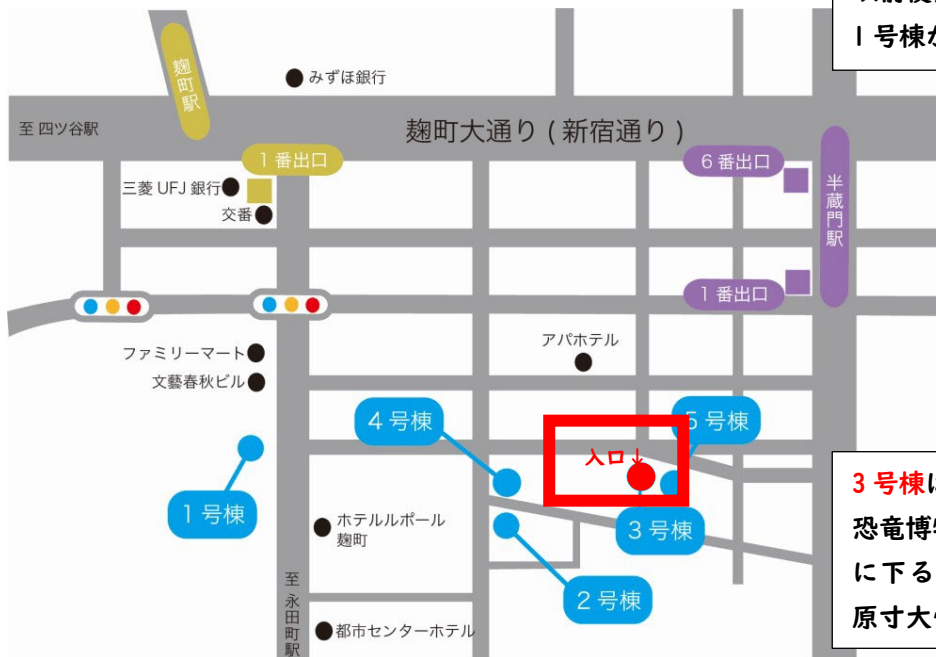 1号棟
麹町駅
みずほ銀行
至 四ツ谷駅
麹町大通り(新宿通り)
1番出口
6番出口
三菱 UFJ 銀行
交番
半蔵門駅
1番出口
アパホテル
ファミリーマート
文藝春秋ビル
4号棟
5号棟
入口↓
1号棟
ホテルルポール
麹町
3号棟
2号棟
至 永田町駅
都市センターホテル
3号棟
恐竜博
に下る
原寸大